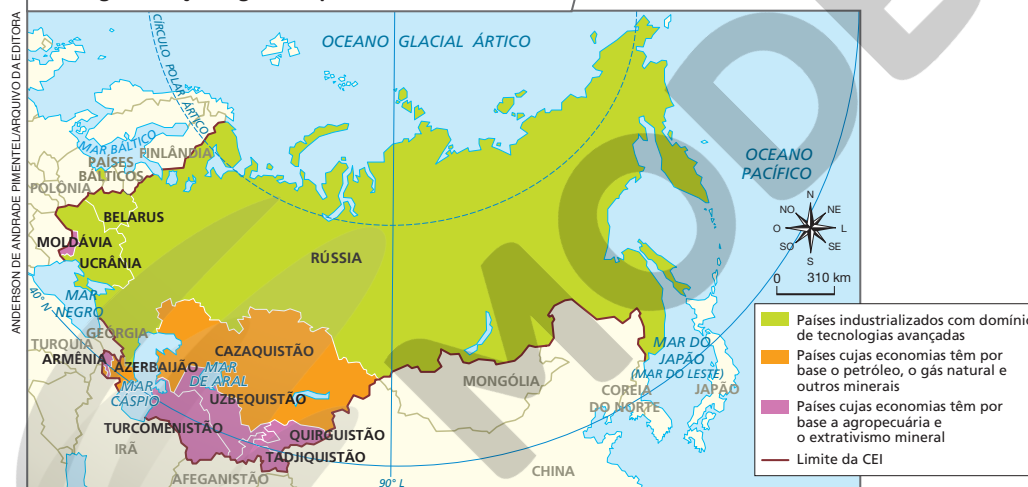 ANDERSON DE ANDRADE PIMENTEL/ARQUIVO DA EDITORA
CÍRCULO POLAR ÁRTICO
OCEANO GLACIAL ÁRTICO
MAR BÁLTICO
FINLÂNDIA
PAÍSES
BÁLTICOS
POLÔNIA
OCEANO
PACÍFICO
BELARUS
MOLDÁVIA
UCRÂNIA
RÚSSIA
N
NO NE
O L
SO SE
S
0 310 km
MAR
NEGRO
40° N
GEÓRGIA
TURQUIA
ARMÊNIA
AZERBAIJÃO
MAR
CÁSPIO
CAZAQUISTÃO
MAR
DE ARAL
UZBEQUISTÃO
TURCOMENISTÃO
QUIRGUISTÃO
TADJIQUISTÃO
IRÃ
AFEGANISTÃO
90° L
MONGÓLIA
CHINA
MAR DO
JAPÃO
(MAR DO LESTE)
COREIA
DO NORTE
JAPÃO
Países industrializados com domíni
de tecnologias avançadas
Países cujas economias têm por
base o petróleo, o gás natural e
outros minerais
Países cujas economias têm por
base a agropecuária e
o extrativismo mineral
Limite da CEI
MODE